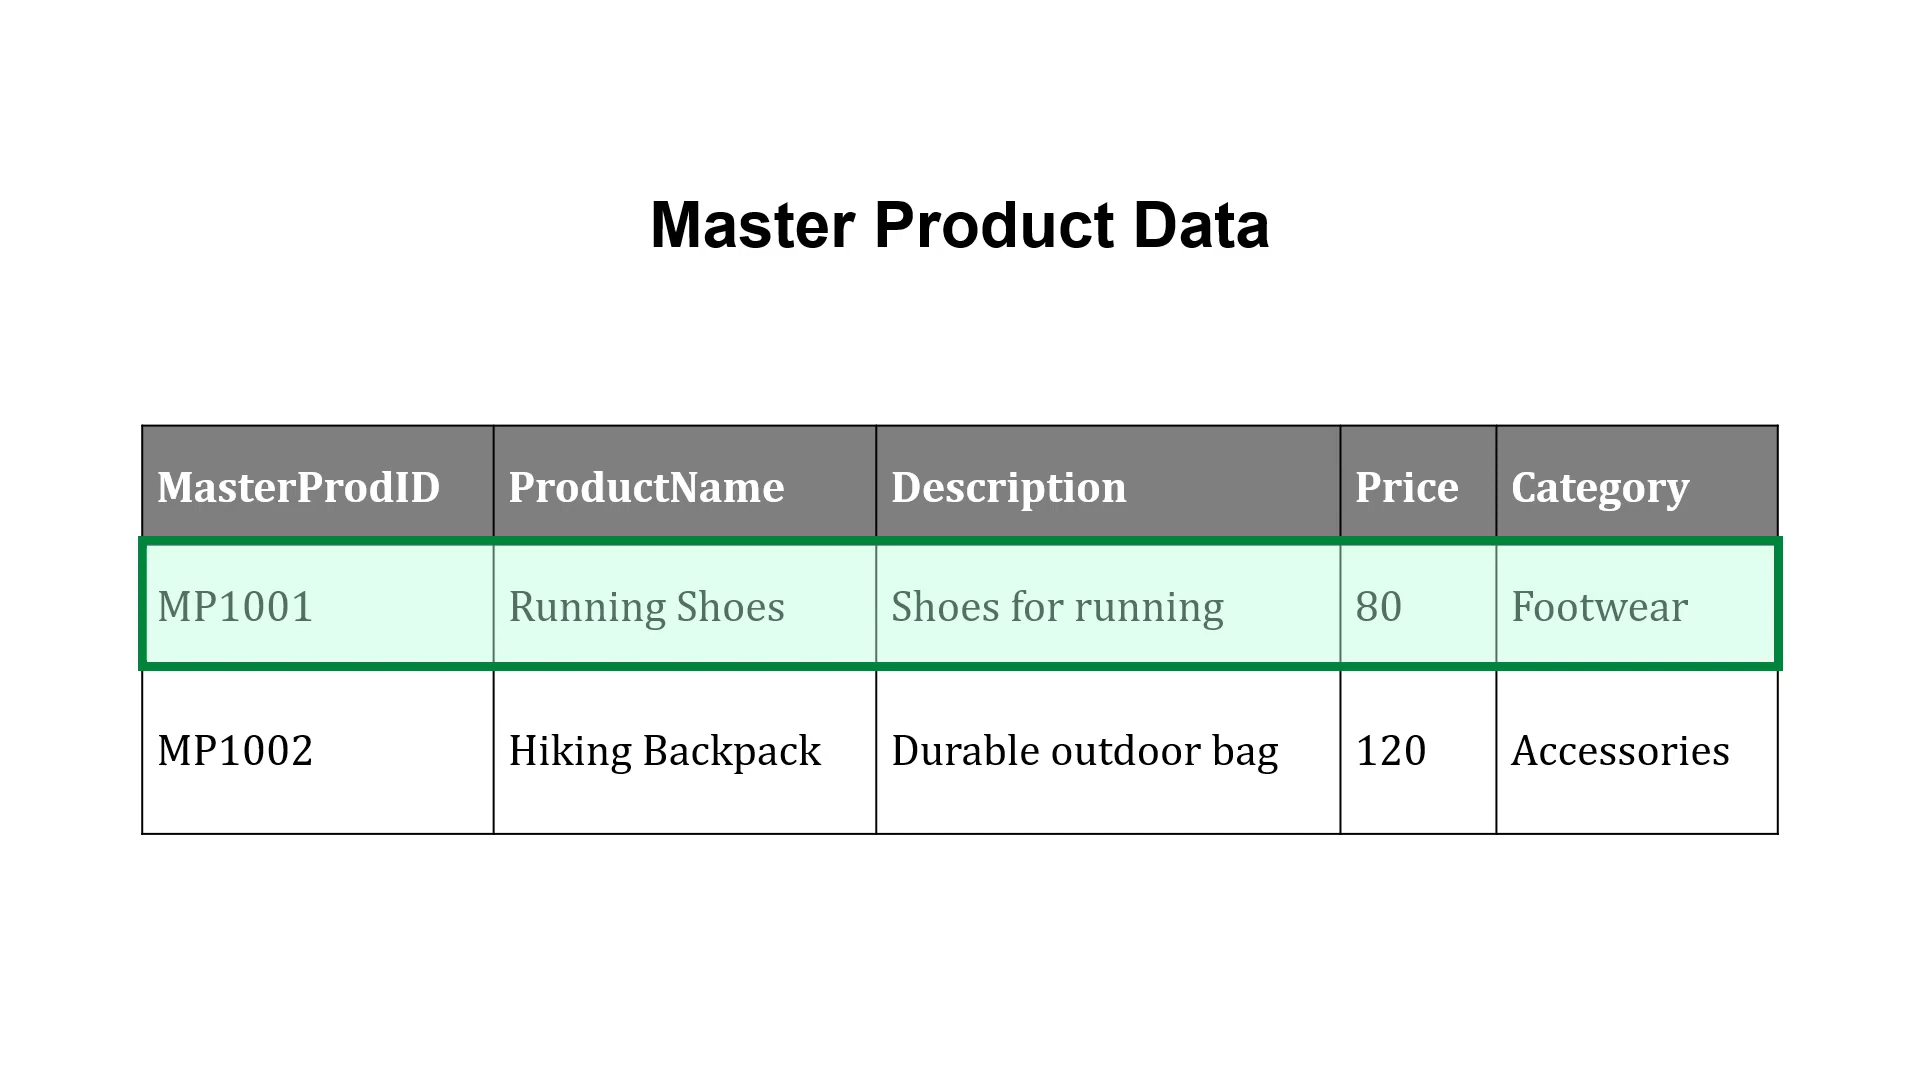 Master Product Data
MasterProdID ProductName Description Price Category
MP1001 Running Shoes Shoes for running 80 Footwear
MP1002 Hiking Backpack Durable outdoor bag 120 Accessories